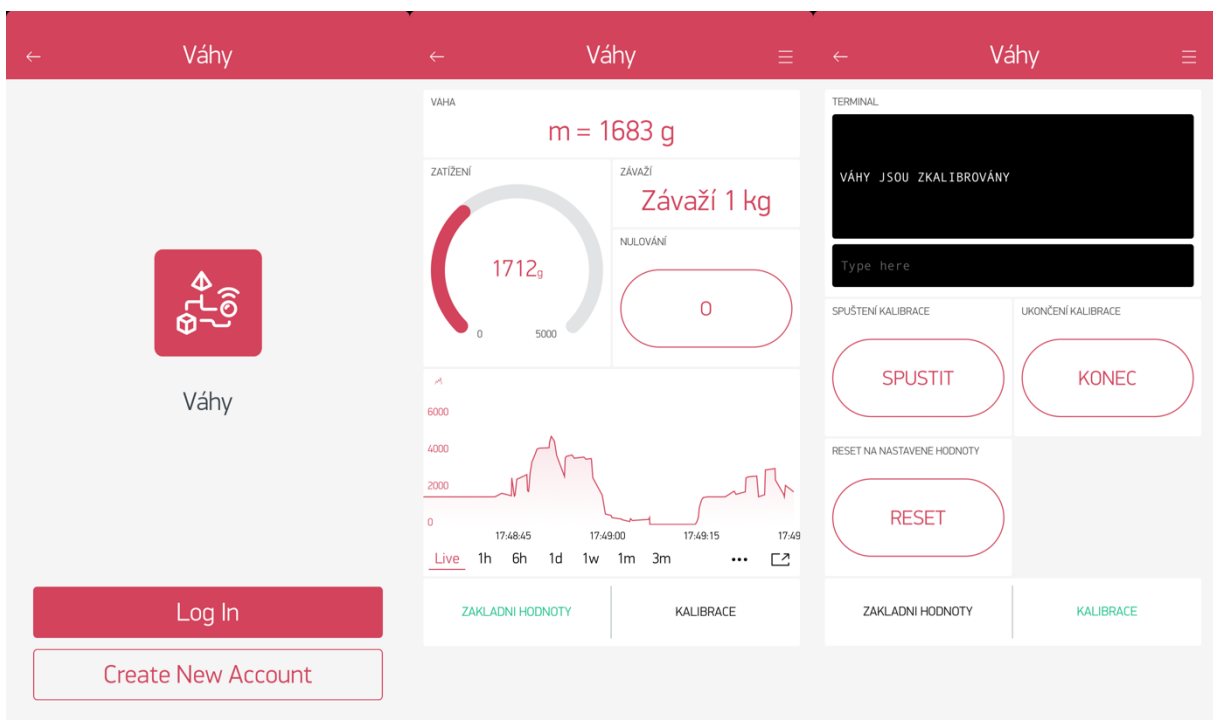 Váhy
Váhy
Log In
Create New Account
Váhy
VAHA
m = 1683 g
ZATÍŽENÍ
1712g
0
5000
ZÁVAŽÍ
Závaží 1 kg
NULOVÁNÍ
0
6000
4000
2000
0
17:48:45 17:49:00 17:49:15 17:49
Live 1h 6h 1d 1w 1m 3m
ZAKLADNI HODNOTY KALIBRACE
Váhy
TERMINAL
VÁHY JSOU ZKALIBROVÁNY
Type here
SPUŠTENÍ KALIBRACE
SPUSTIT
UKONČENÍ KALIBRACE
KONEC
RESET NA NASTAVENE HODNOTY
RESET
ZAKLADNI HODNOTY KALIBRACE